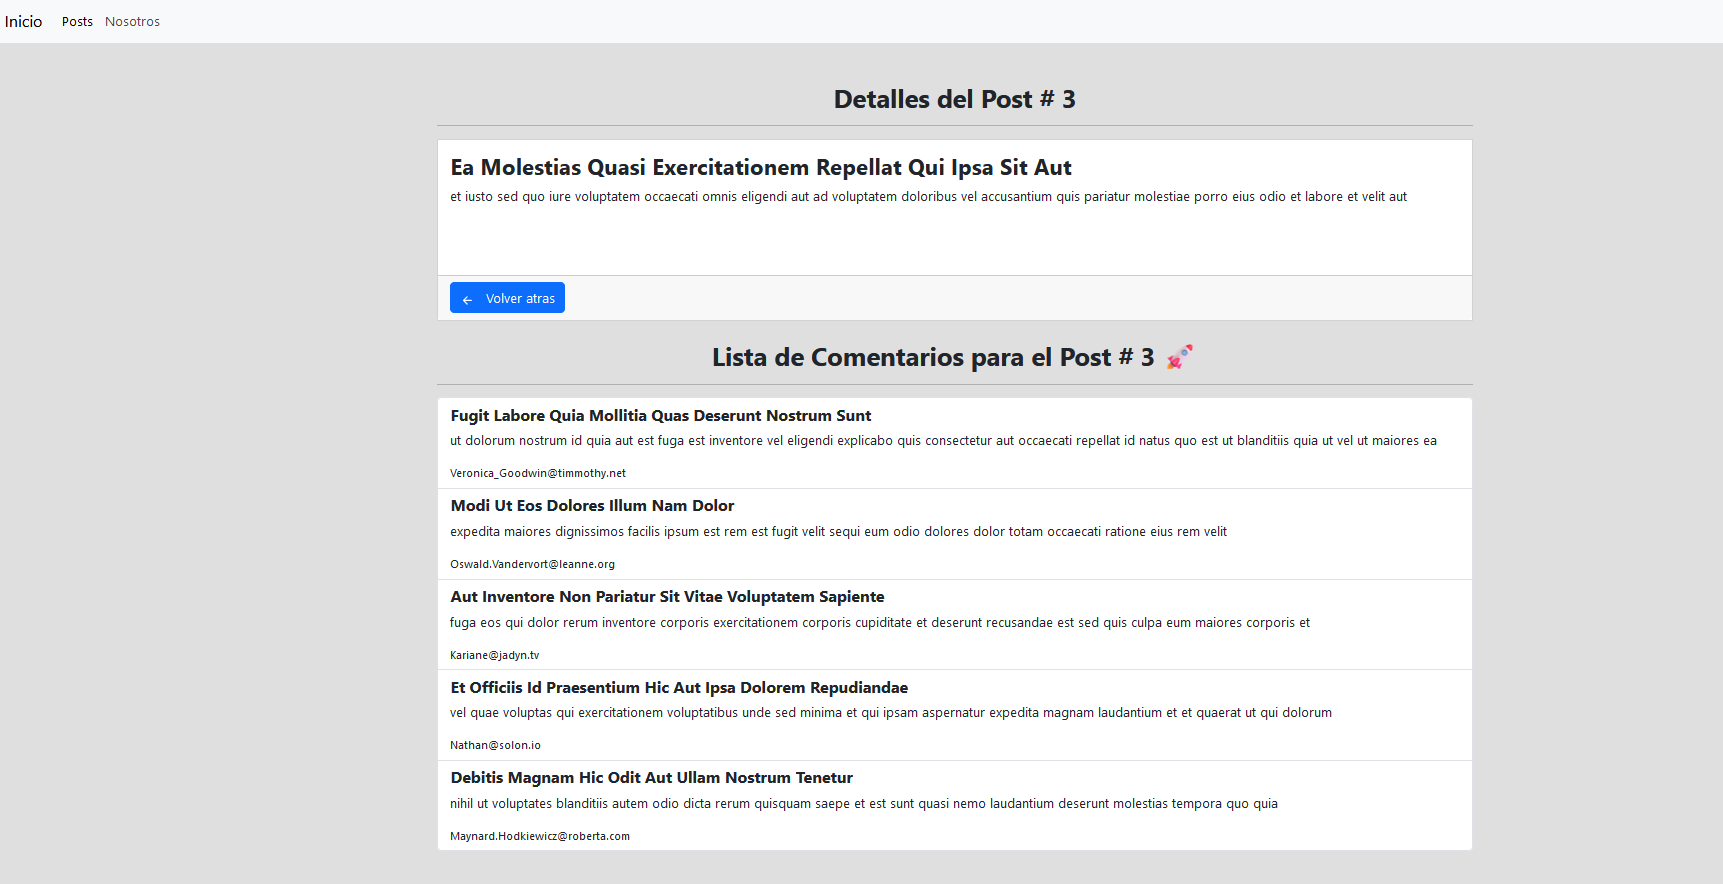 Inicio Posts Nosotros
Detalles del Post # 3
Ea Molestias Quasi Exercitationem Repellat Qui Ipsa Sit Aut
et iusto sed quo iure voluptatem occaecati omnis eligendi aut ad voluptatem doloribus vel accusantium quis pariatur molestiae porro eius odio et labore et velit aut
← Volver atras
Lista de Comentarios para el Post # 3 🚀
Fugit Labore Quia Mollitia Quas Deserunt Nostrum Sunt
ut dolorum nostrum id quia aut est fuga est inventore vel eligendi explicabo quis consectetur aut occaecati repellat id natus quo est ut blanditiis quia ut vel ut maiores ea
Veronica_Goodwin@timmothy.net
Modi Ut Eos Dolores Illum Nam Dolor
expedita maiores dignissimos facilis ipsum est rem est fugit velit sequi eum odio dolores dolor totam occaecati ratione eius rem velit
Oswald.Vandervort@leanne.org
Aut Inventore Non Pariatur Sit Vitae Voluptatem Sapiente
fuga eos qui dolor rerum inventore corporis exercitationem corporis cupiditate et deserunt recusandae est sed quis culpa eum maiores corporis et
Kariane@jadyn.tv
Et Officiis Id Praesentium Hic Aut Ipsa Dolorem Repudiandae
vel quae voluptas qui exercitationem voluptatibus unde sed minima et qui ipsam aspernatur expedita magnam laudantium et et quaerat ut qui dolorum
Nathan@solon.io
Debitis Magnam Hic Odit Aut Ullam Nostrum Tenetur
nihil ut voluptates blanditiis autem odio dicta rerum quisquam saepe et est sunt quasi nemo laudantium deserunt molestias tempora quo quia
Maynard.Hodkiewicz@roberta.com